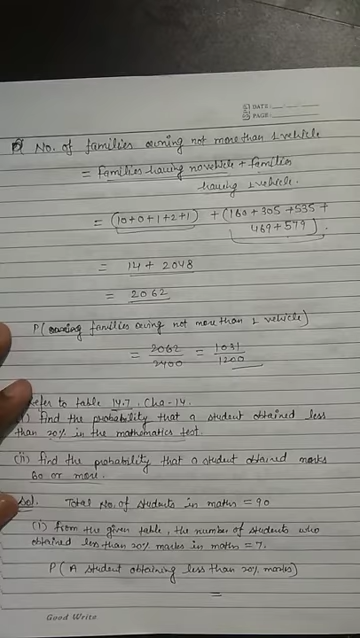 DATE:
PAGE:
No. of families owning not more than 1 vehicle
= Families having no vehicle + families
having 1 vehicle.
= (10+0+1+2+1) + (160+305+535+
469+579)
= 14 + 2048
= 2062
P( families owing not more than 1 vehicle)
= 2062/2400 = 1031/1200
Refer to table 14.7, Cha-14.
(i) find the probability that a student obtained less
than 20% in the mathematics test.
(ii) find the probability that a student obtained marks
60 or more.
Sol. Total No. of students in maths = 90
(i) from the given table, the number of students who
obtained less than 20% marks in maths = 7.
P( A student obtaining less than 20% marks)
=
Good Write